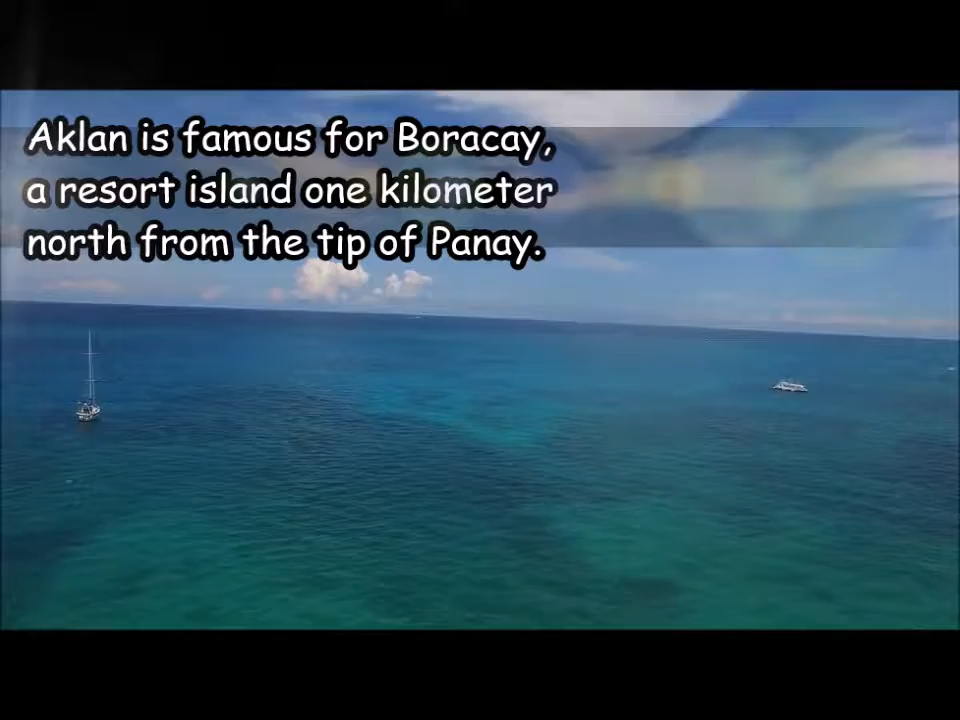 Aklan is famous for Boracay,
a resort island one kilometer
north from the tip of Panay.